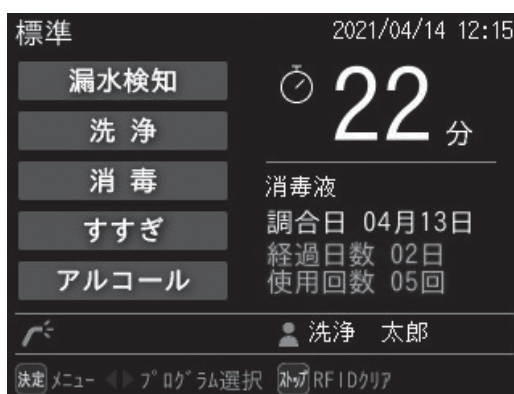 標準
2021/04/14 12:15
漏水検知
洗浄
消毒
すすぎ
アルコール
22分
消毒液
調合日 04月13日
経過日数 02日
使用回数 05回
洗浄 太郎
決定 メニュー ◀▶ プログラム選択 ストップ RFIDクリア